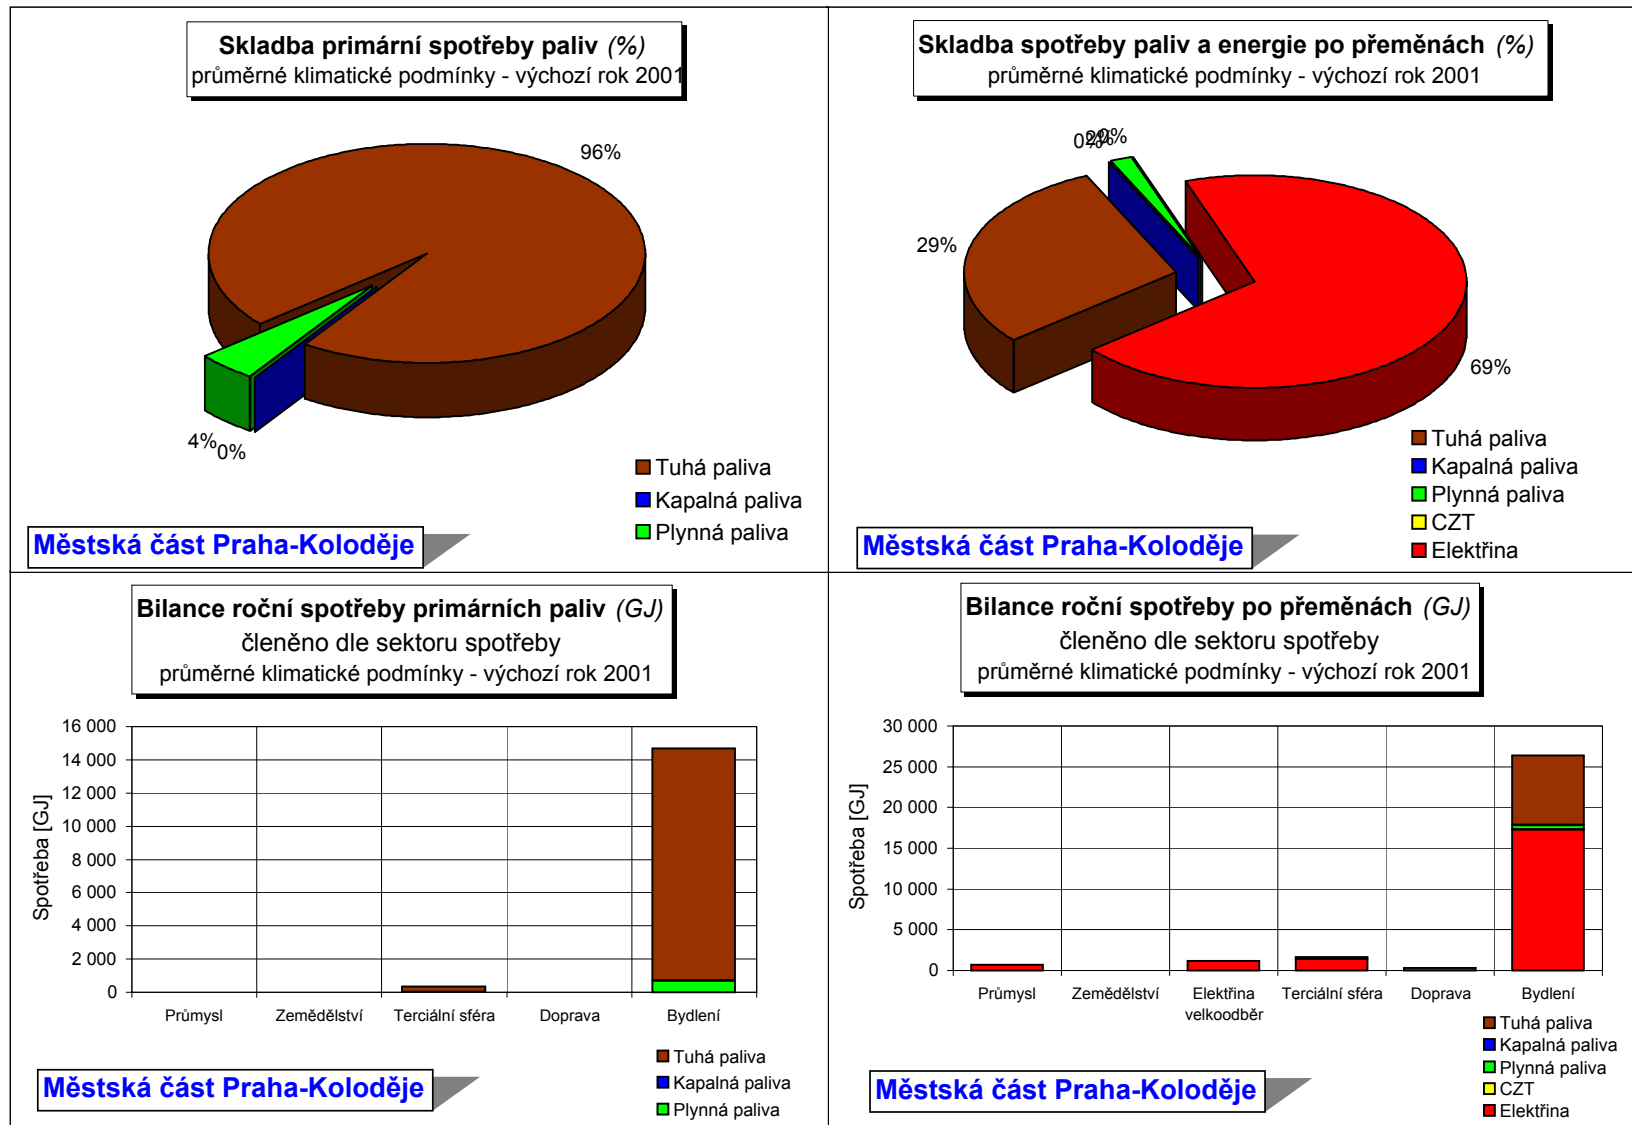 Skladba primární spotřeby paliv (%)
průměrné klimatické podmínky - výchozí rok 2001
96%
4%
0%
Tuhá paliva
Kapalná paliva
Plynná paliva
Městská část Praha-Koloděje
Skladba spotřeby paliv a energie po přeměnách (%)
průměrné klimatické podmínky - výchozí rok 2001
0%
2%
0%
29%
69%
Tuhá paliva
Kapalná paliva
Plynná paliva
CZT
Elektřina
Městská část Praha-Koloděje
Bilance roční spotřeby primárních paliv (GJ)
členěno dle sektoru spotřeby
průměrné klimatické podmínky - výchozí rok 2001
Spotřeba [GJ]
16 000
14 000
12 000
10 000
8 000
6 000
4 000
2 000
0
Průmysl Zemědělství Terciální sféra Doprava Bydlení
Tuhá paliva
Kapalná paliva
Plynná paliva
Městská část Praha-Koloděje
Bilance roční spotřeby po přeměnách (GJ)
členěno dle sektoru spotřeby
průměrné klimatické podmínky - výchozí rok 2001
Spotřeba [GJ]
30 000
25 000
20 000
15 000
10 000
5 000
0
Průmysl Zemědělství Elektřina Terciální sféra Doprava Bydlení
velkoodběr
Tuhá paliva
Kapalná paliva
Plynná paliva
CZT
Elektřina
Městská část Praha-Koloděje